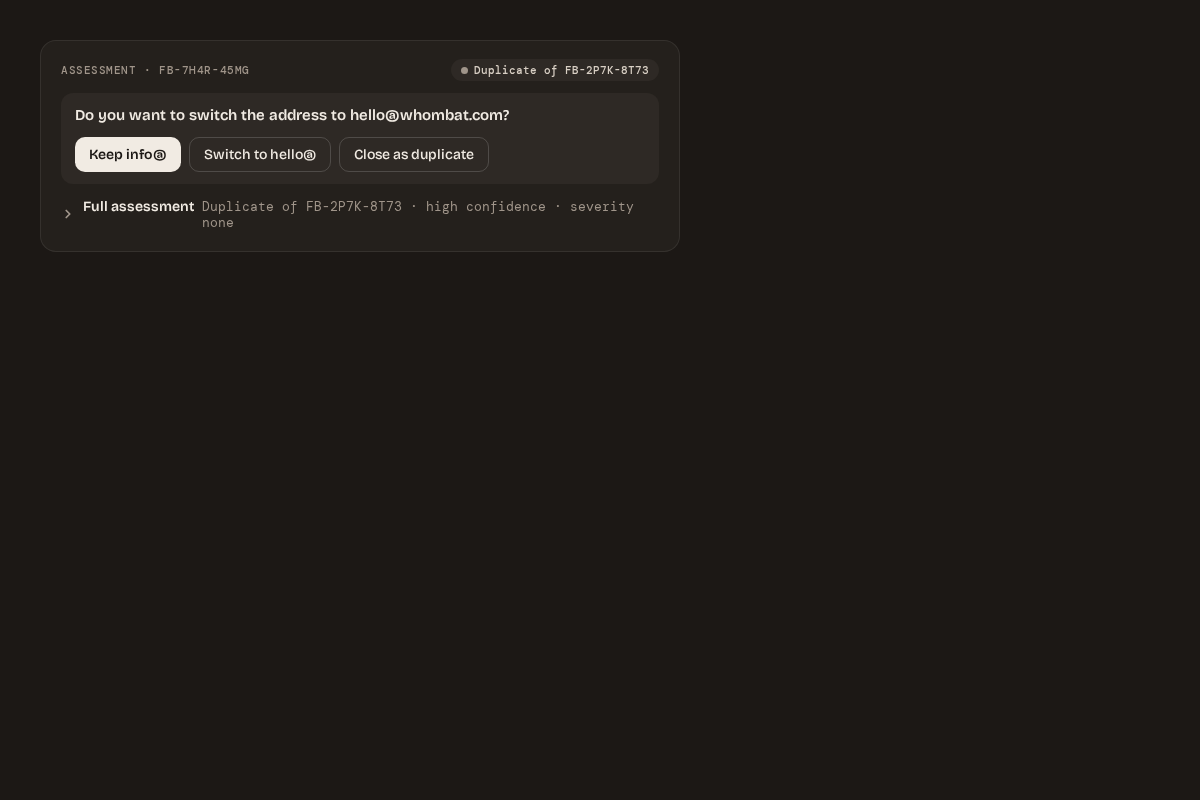 ASSESSMENT · FB-7H4R-45MG
Duplicate of FB-2P7K-8T73
Do you want to switch the address to hello@whombat.com?
Keep info@
Switch to hello@
Close as duplicate
Full assessment Duplicate of FB-2P7K-8T73 · high confidence · severity
none